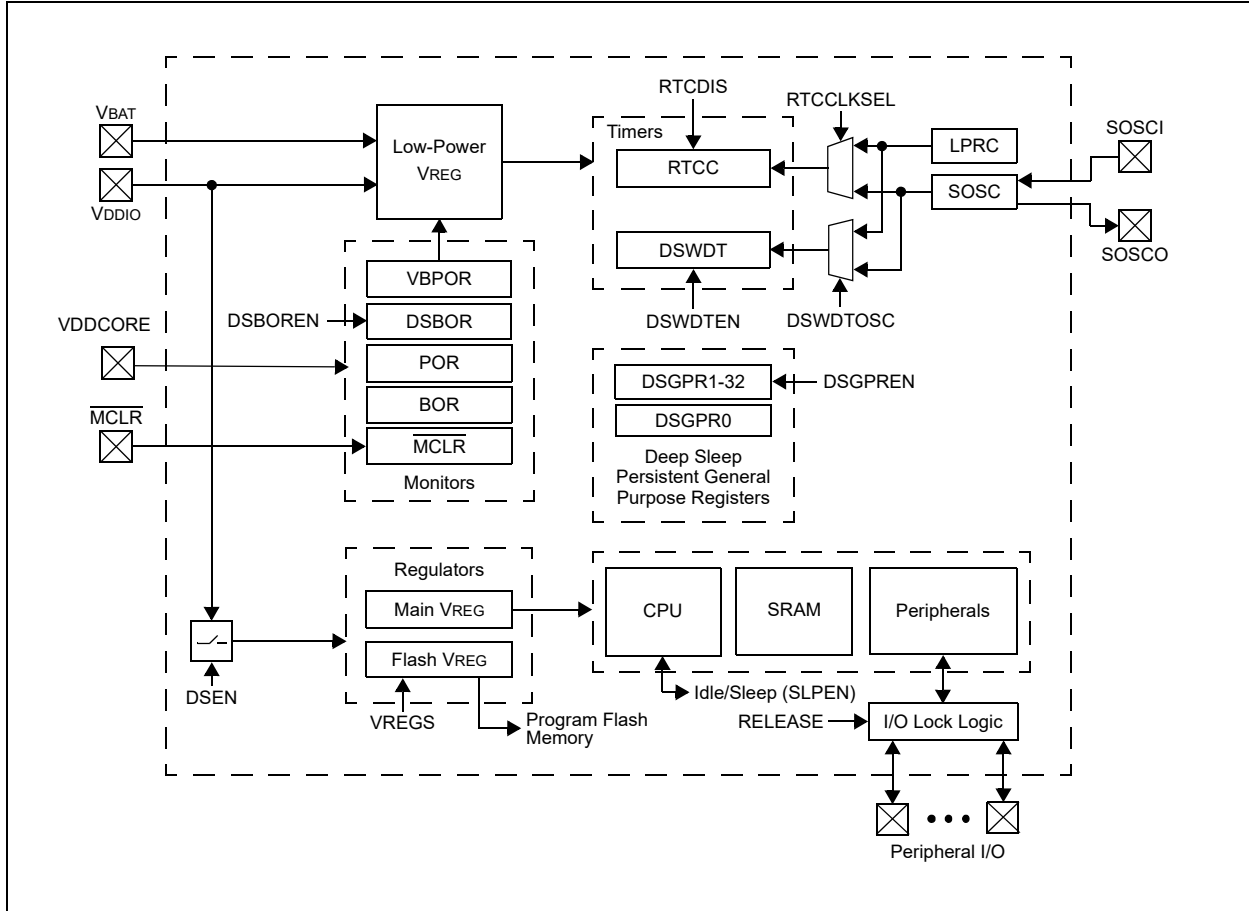 RTCDIS
RTCCLKSEL
VBAT
SOSCI
Timers
Low-Power
VREG
LPRC
RTCC
SOSC
VDDIO
DSWDT
SOSCO
VBPOR
DSBOREN
DSBOR
DSWDTEN
DSWDTOSC
VDDCORE
POR
DSGPR1-32
DSGPREN
BOR
DSGPR0
MCLR
MCLR
Monitors
Deep Sleep
Persistent General
Purpose Registers
Regulators
Main VREG
CPU
SRAM
Peripherals
Flash VREG
DSEN
VREGS
Idle/Sleep (SLPEN)
Program Flash
Memory
RELEASE
I/O Lock Logic
Peripheral I/O